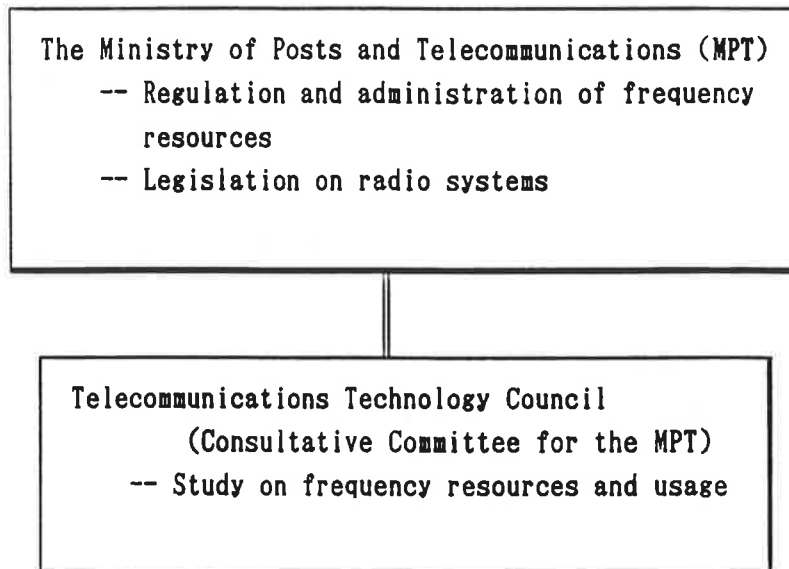 The Ministry of Posts and Telecommunications (MPT)
-- Regulation and administration of frequency
resources
-- Legislation on radio systems
Telecommunications Technology Council
(Consultative Committee for the MPT)
-- Study on frequency resources and usage